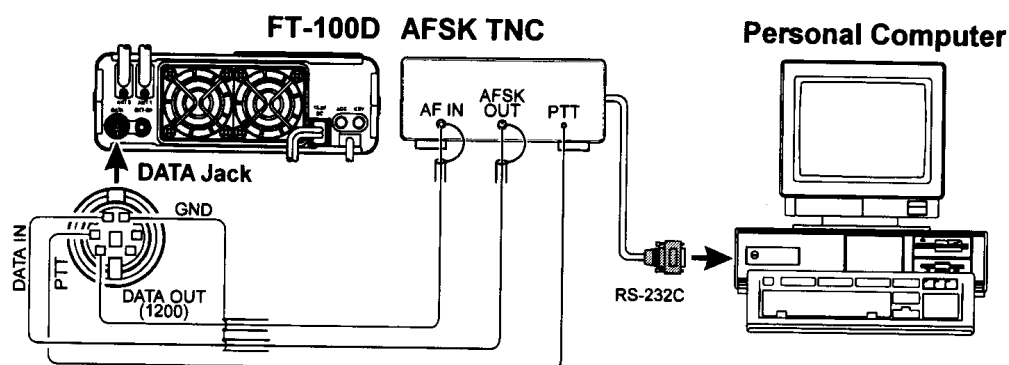 FT-100D AFSK TNC
Personal Computer
DATA
AF IN
AFSK
OUT
PTT
DATA Jack
GND
DATA IN
PTT
DATA OUT
(1200)
RS-232C